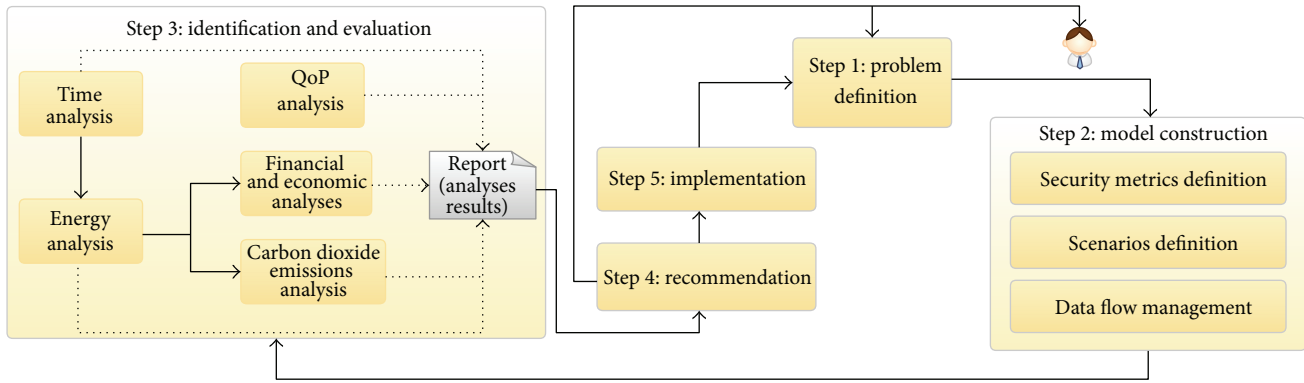 Step 3: identification and evaluation
Time
analysis
QoP
analysis
Energy
analysis
Financial
and economic
analyses
Carbon dioxide
emissions
analysis
Report
(analyses
results)
Step 1: problem
definition
Step 5: implementation
Step 4: recommendation
Step 2: model construction
Security metrics definition
Scenarios definition
Data flow management